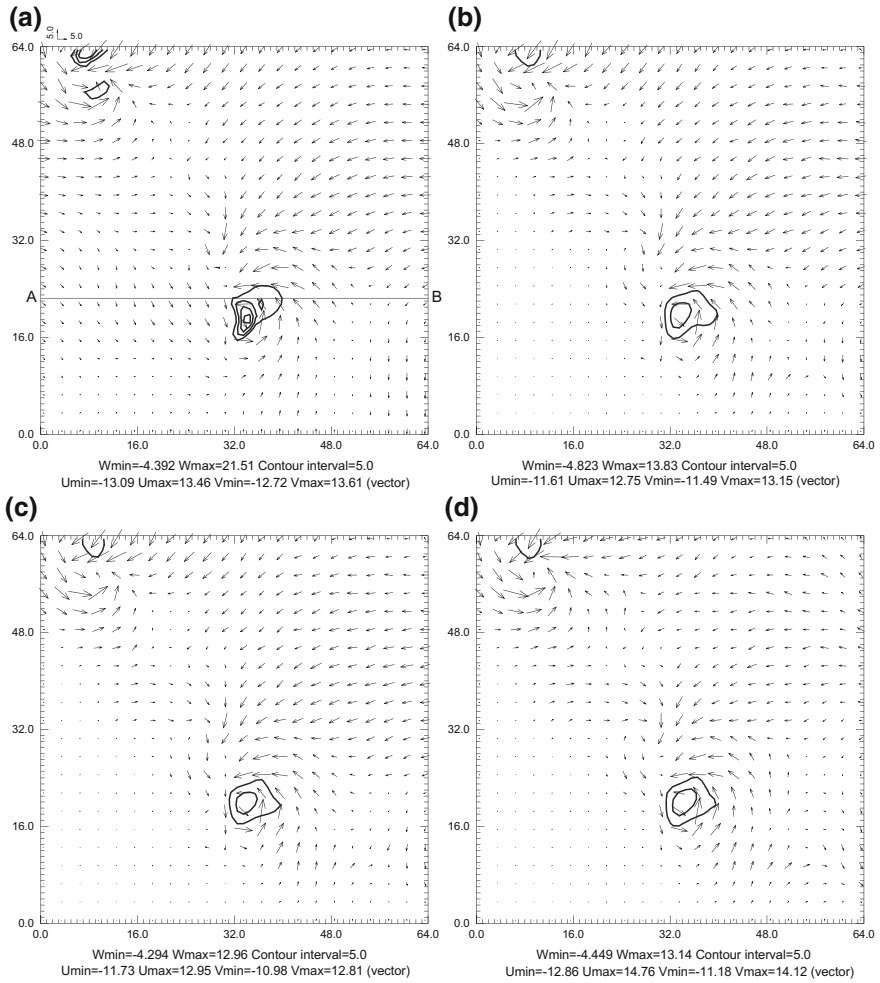 (a)
(b)
5.0
5.0
64.0
48.0
32.0
A
B
16.0
0.0
0.0 16.0 32.0 48.0 64.0
Wmin=-4.392 Wmax=21.51 Contour interval=5.0
Umin=-13.09 Umax=13.46 Vmin=-12.72 Vmax=13.61 (vector)
64.0
48.0
32.0
16.0
0.0
0.0 16.0 32.0 48.0 64.0
Wmin=-4.823 Wmax=13.83 Contour interval=5.0
Umin=-11.61 Umax=12.75 Vmin=-11.49 Vmax=13.15 (vector)
(c)
(d)
64.0
48.0
32.0
16.0
0.0
0.0 16.0 32.0 48.0 64.0
Wmin=-4.294 Wmax=12.96 Contour interval=5.0
Umin=-11.73 Umax=12.95 Vmin=-10.98 Vmax=12.81 (vector)
64.0
48.0
32.0
16.0
0.0
0.0 16.0 32.0 48.0 64.0
Wmin=-4.449 Wmax=13.14 Contour interval=5.0
Umin=-12.86 Umax=14.76 Vmin=-11.18 Vmax=14.12 (vector)